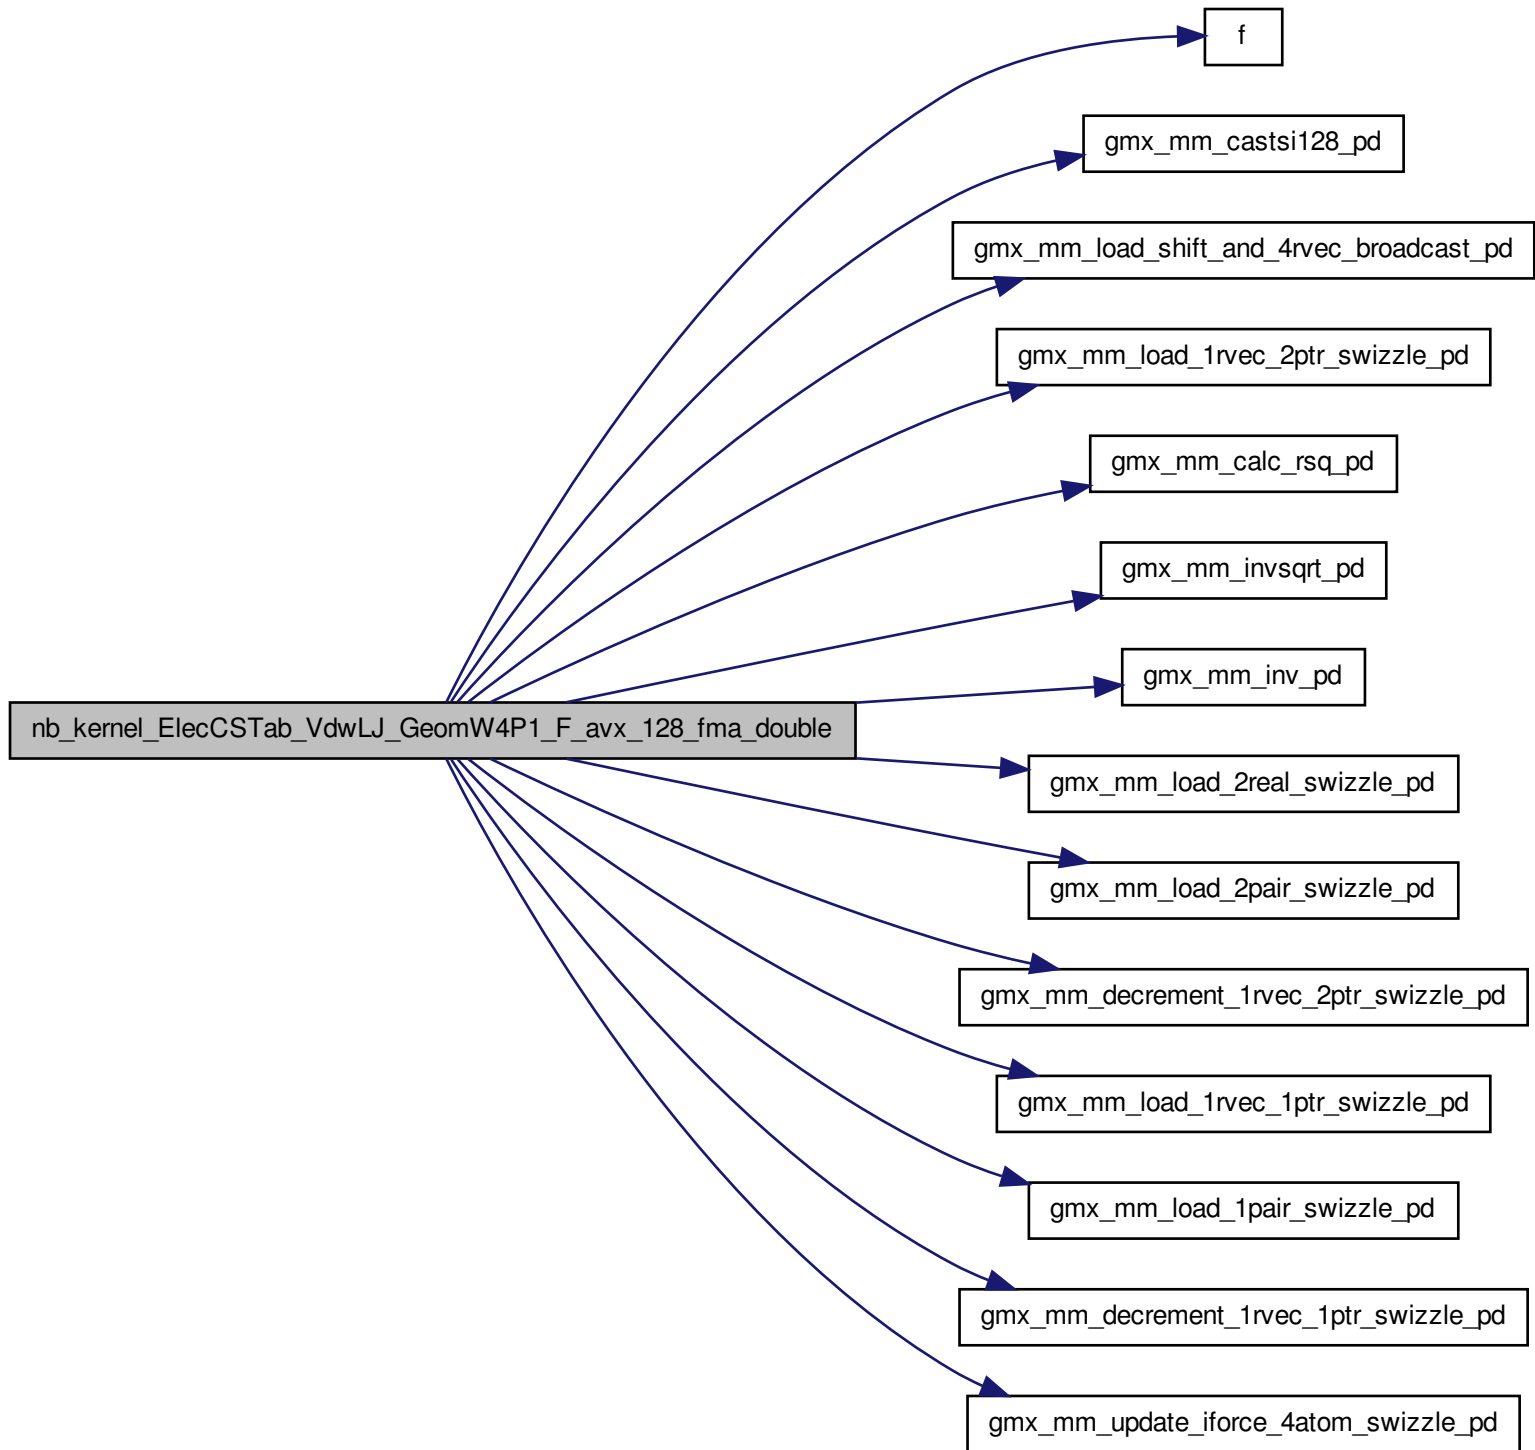 f
gmx_mm_castsi128_pd
gmx_mm_load_shift_and_4rvec_broadcast_pd
gmx_mm_load_1rvec_2ptr_swizzle_pd
gmx_mm_calc_rsq_pd
gmx_mm_invsqrt_pd
gmx_mm_inv_pd
nb_kernel_ElecCSTab_VdwLJ_GeomW4P1_F_avx_128_fma_double
gmx_mm_load_2real_swizzle_pd
gmx_mm_load_2pair_swizzle_pd
gmx_mm_decrement_1rvec_2ptr_swizzle_pd
gmx_mm_load_1rvec_1ptr_swizzle_pd
gmx_mm_load_1pair_swizzle_pd
gmx_mm_decrement_1rvec_1ptr_swizzle_pd
gmx_mm_update_iforce_4atom_swizzle_pd